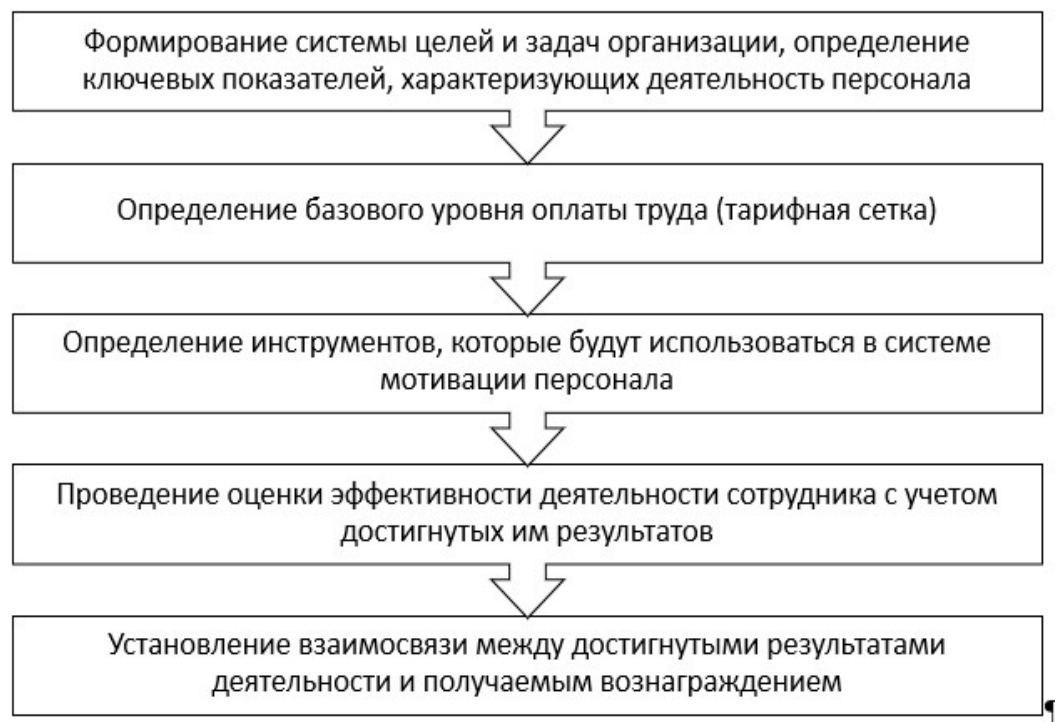 Формирование системы целей и задач организации, определение
ключевых показателей, характеризующих деятельность персонала
Определение базового уровня оплаты труда (тарифная сетка)
Определение инструментов, которые будут использоваться в системе
мотивации персонала
Проведение оценки эффективности деятельности сотрудника с учетом
достигнутых им результатов
Установление взаимосвязи между достигнутыми результатами
деятельности и получаемым вознаграждением
¶